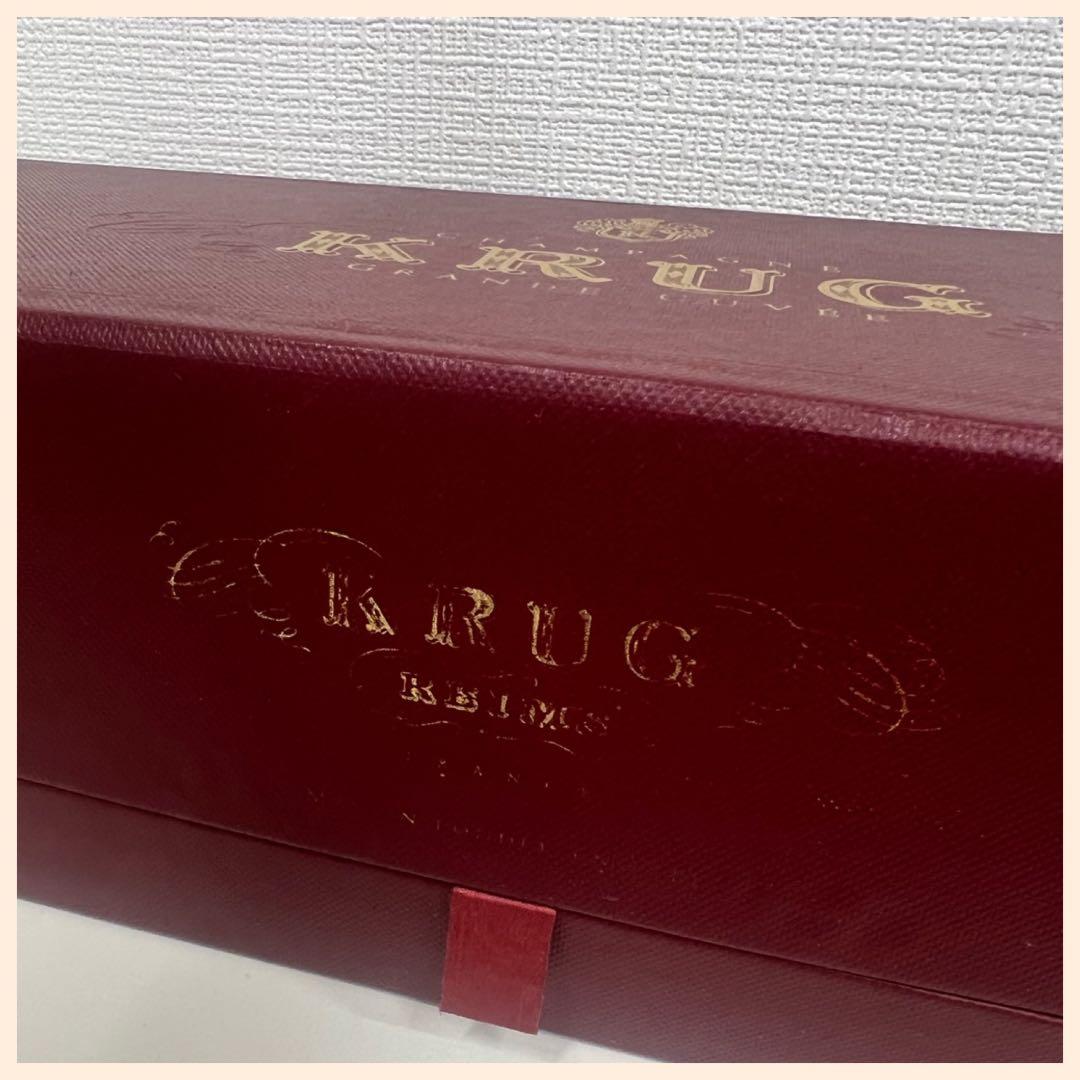 CHAMPAGNE
KRUG
GRANDE CUVÉE
KRUG
REIMS